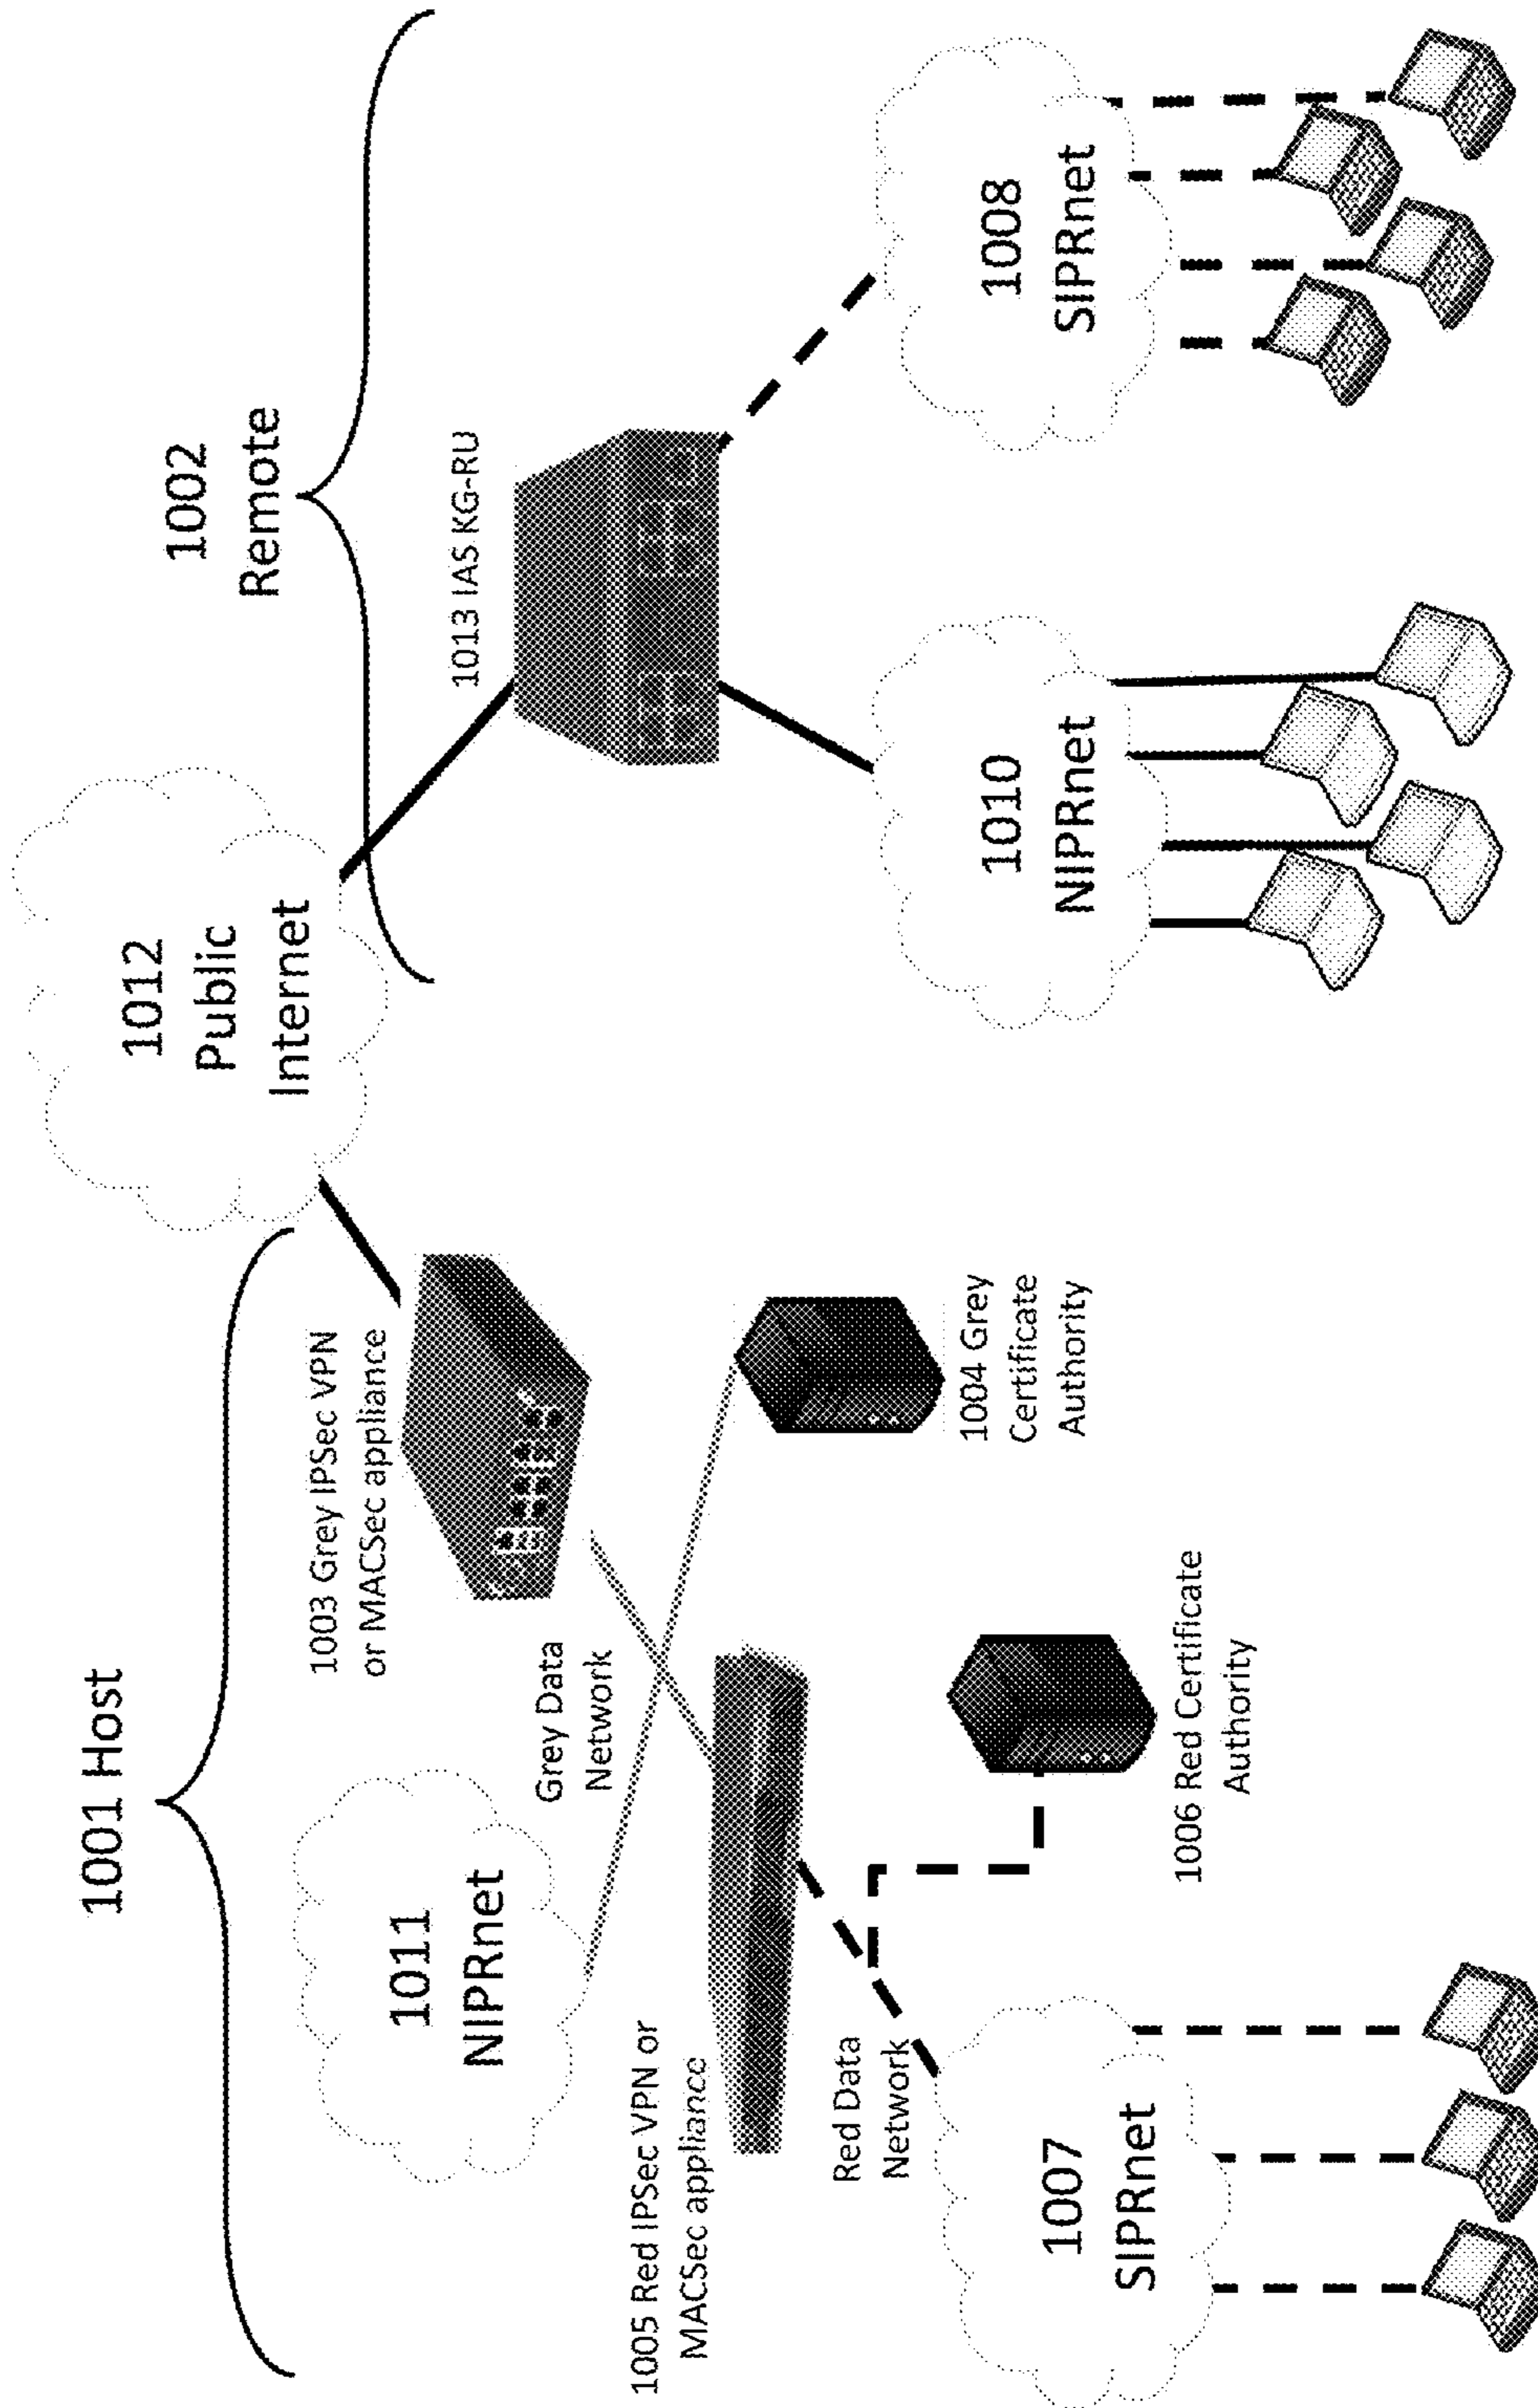 1001 Host
1002
Remote
1012
Public
Internet
1003 Grey IPSec VPN
or MACSec appliance
1013 IAS KG-RU
1011
NIPRnet
Grey Data
Network
1005 Red IPSec VPN or
MACSec appliance
1004 Grey
Certificate
Authority
Red Data
Network
1006 Red Certificate
Authority
1007
SIPRnet
1010
NIPRnet
1008
SIPRnet